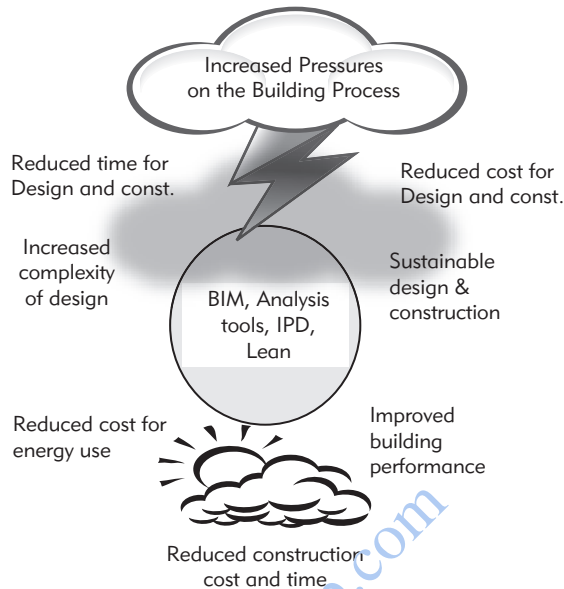 Increased Pressures
on the Building Process
Reduced time for
Design and const.
Reduced cost for
Design and const.
Increased
complexity
of design
Sustainable
design &
construction
BIM, Analysis
tools, IPD,
Lean
Reduced cost for
energy use
Improved
building
performance
Reduced construction
cost and time
.com